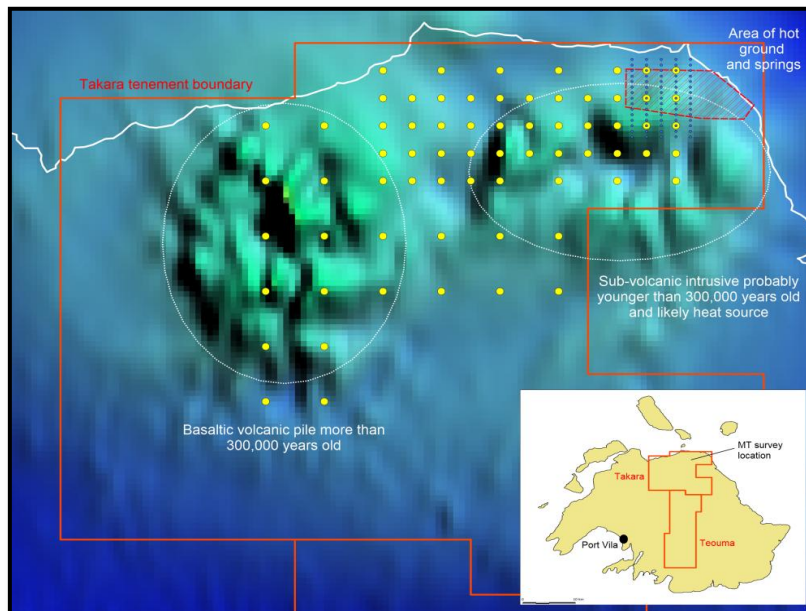 Area of hot
ground
and springs
Takara tenement boundary
Sub-volcanic intrusive probably
younger than 300,000 years old
and likely heat source
Basaltic volcanic pile more than
300,000 years old
MT survey
location
Takara
Port Vila
Teouma